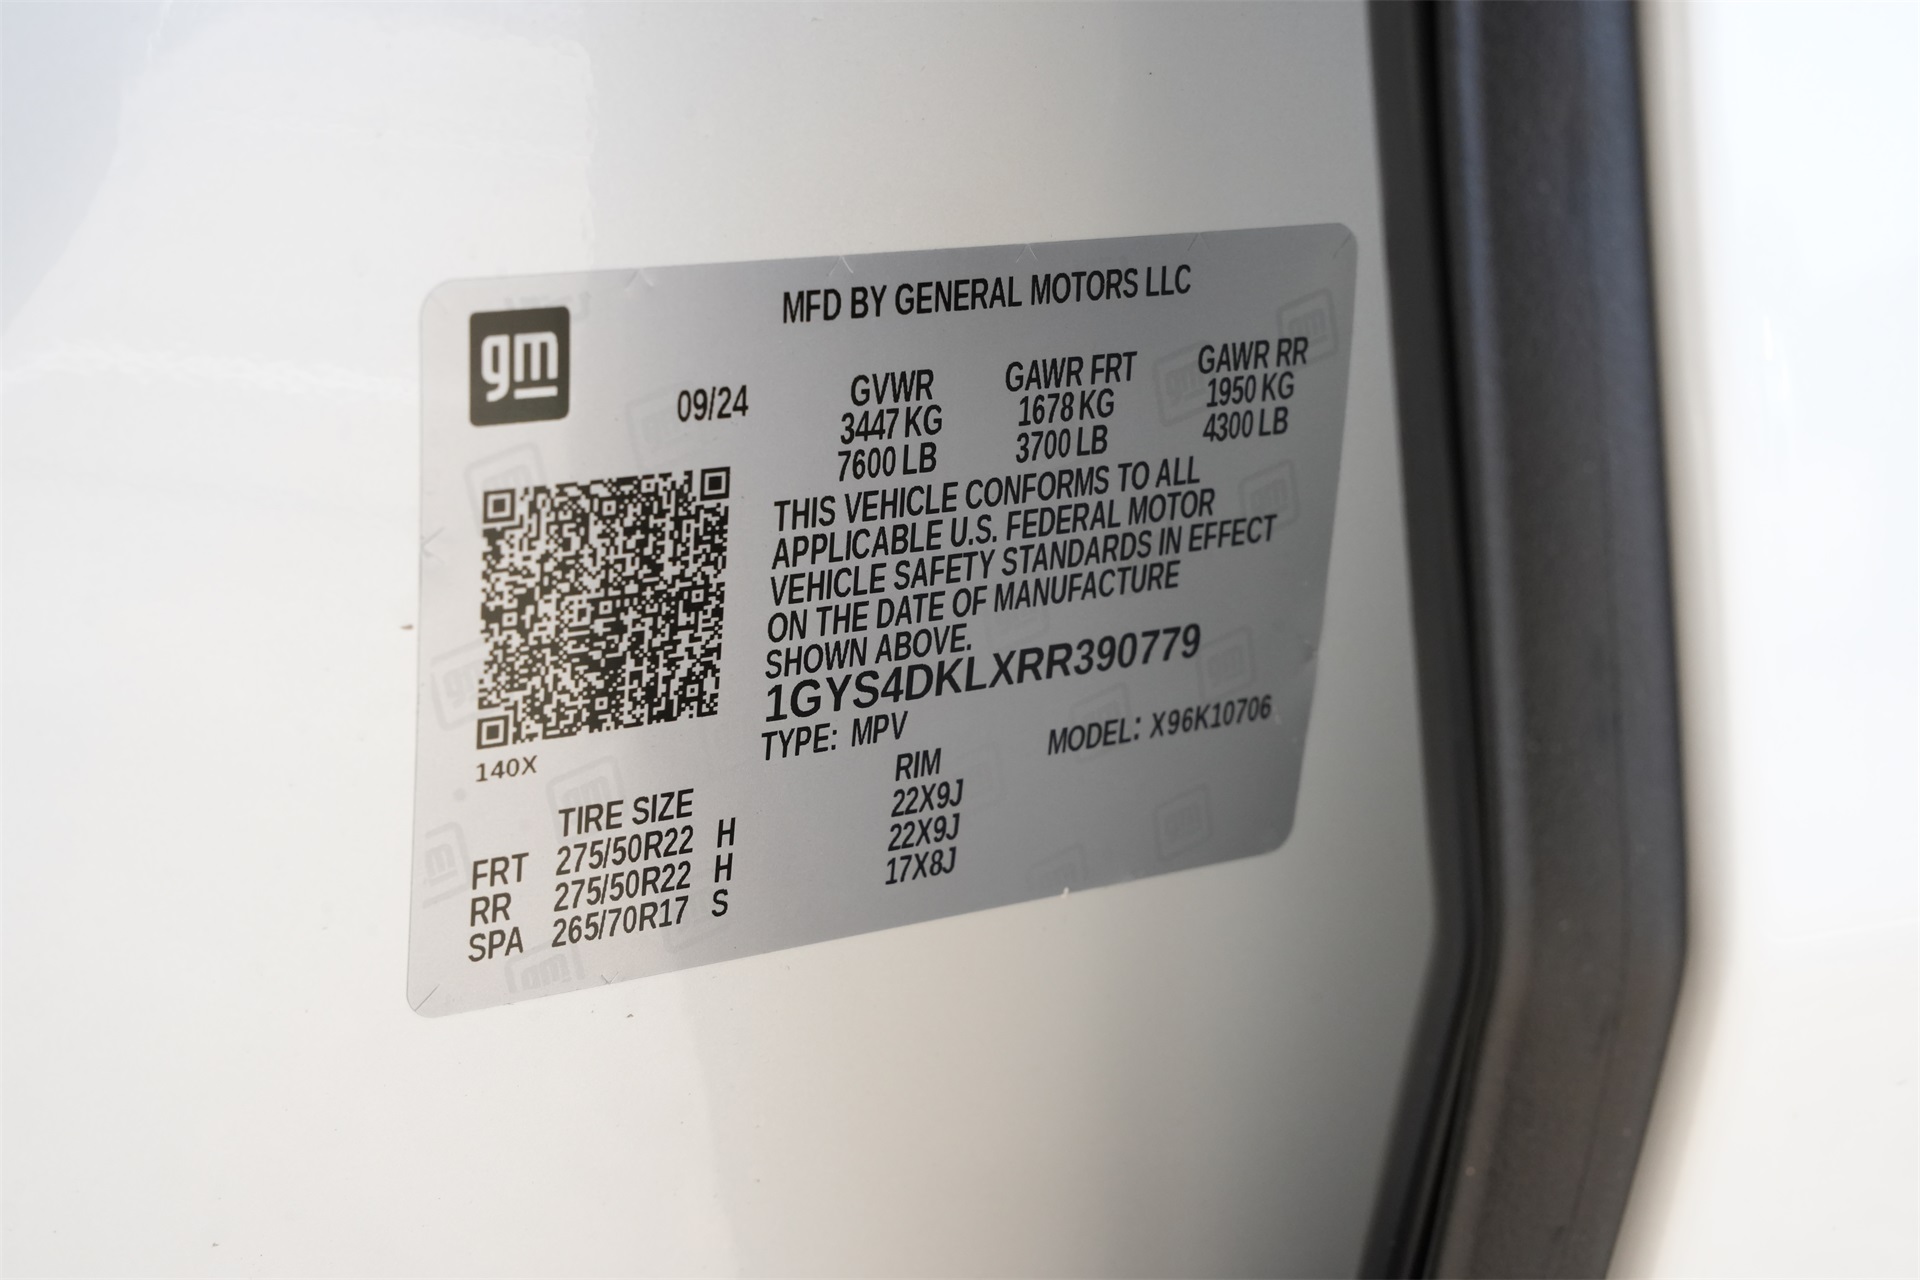 MFD BY GENERAL MOTORS LLC
gm
09/24
GVWR GAWR FRT GAWR RR
3447 KG 1678 KG 1950 KG
7600 LB 3700 LB 4300 LB
THIS VEHICLE CONFORMS TO ALL
APPLICABLE U.S. FEDERAL MOTOR
VEHICLE SAFETY STANDARDS IN EFFECT
ON THE DATE OF MANUFACTURE
SHOWN ABOVE.
1GYS4DKLXRR390779
TYPE: MPV MODEL: X96K10706
140X
TIRE SIZE RIM
FRT 275/50R22 H 22X9J
RR 275/50R22 H 22X9J
SPA 265/70R17 S 17X8J